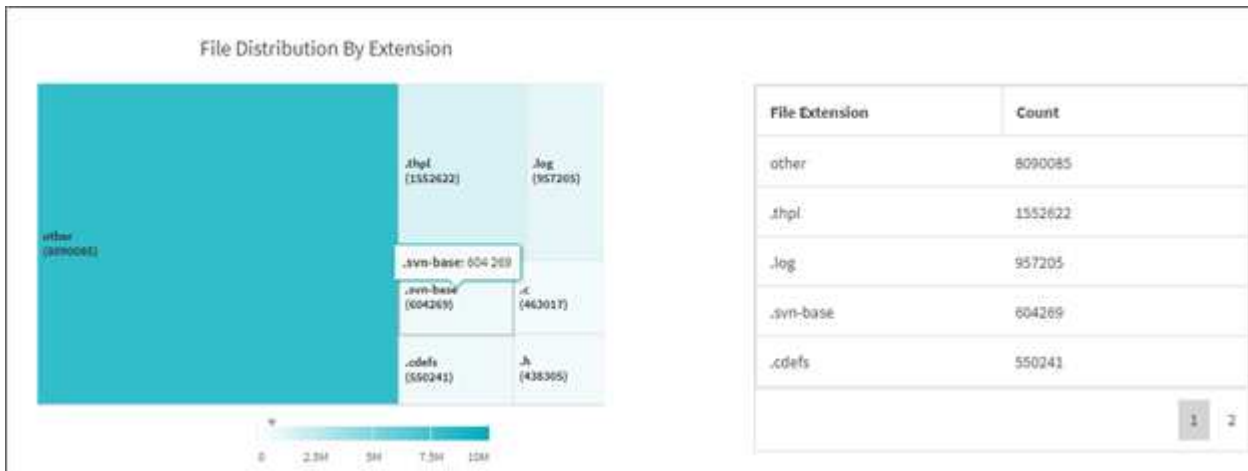 File Distribution By Extension
other
(8090085)
.thpl
(1552622)
.log
(957205)
.svn-base: 604 269
.svn-base
(604269)
.c
(463017)
.cdefs
(550241)
.h
(438305)
0 2.5M 5M 7.5M 10M
File Extension Count
other 8090085
.thpl 1552622
.log 957205
.svn-base 604269
.cdefs 550241
1 2